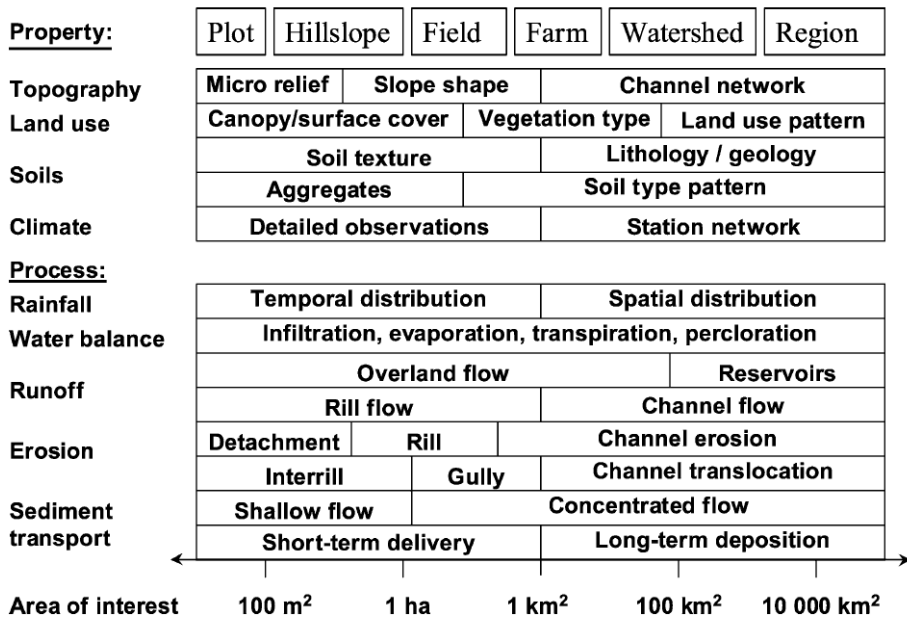 Property: Plot Hillslope Field Farm Watershed Region
Topography Micro relief Slope shape Channel network
Land use Canopy/surface cover Vegetation type Land use pattern
Soils
Soil texture Lithology / geology
Aggregates Soil type pattern
Climate Detailed observations Station network
Process:
Rainfall Temporal distribution Spatial distribution
Water balance Infiltration, evaporation, transpiration, percloration
Runoff
Overland flow Reservoirs
Rill flow Channel flow
Erosion
Detachment Rill Channel erosion
Interrill Gully Channel translocation
Sediment transport
Shallow flow Concentrated flow
Short-term delivery Long-term deposition
Area of interest 100 m² 1 ha 1 km² 100 km² 10 000 km²